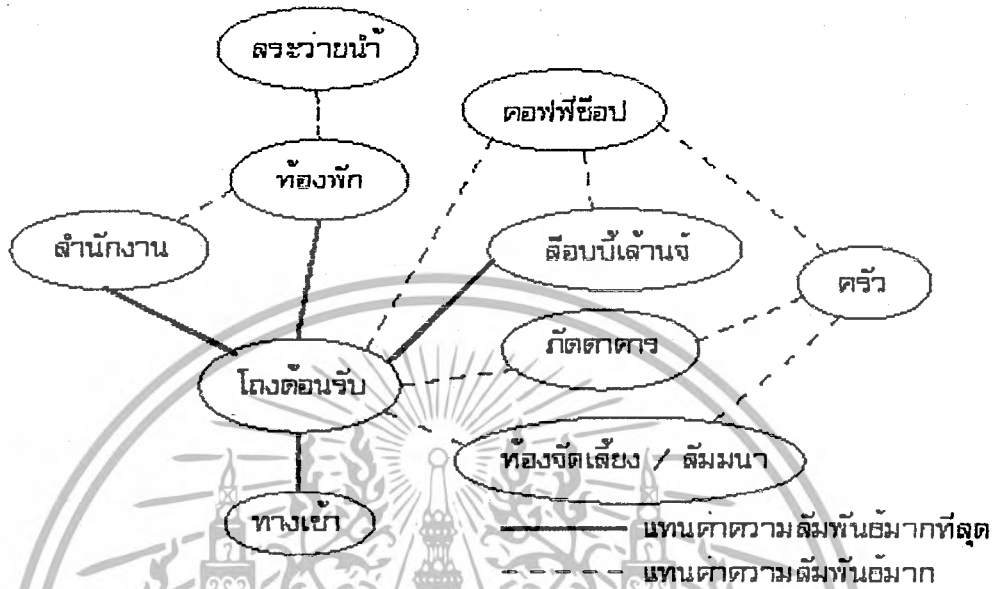 สระว่ายน้ำ
คอฟฟี่ช็อป
ห้องพัก
สำนักงาน
ล๊อบบี้เล้านจ์
ครัว
ภัตตาคาร
โถงต้อนรับ
ห้องจัดเลี้ยง / สัมมนา
ทางเข้า
แทนค่าความสัมพันธ์มากที่สุด
แทนค่าความสัมพันธ์มาก